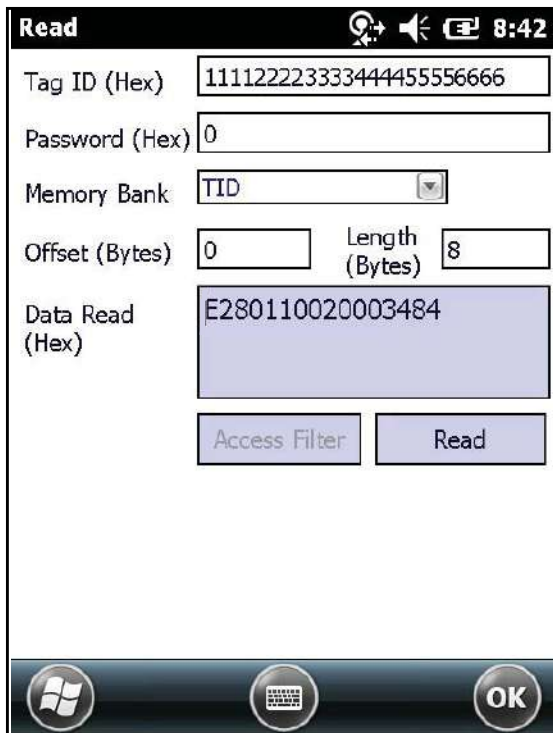 Read 8:42
Tag ID (Hex) 111122223333444455556666
Password (Hex) 0
Memory Bank TID
Offset (Bytes) 0 Length (Bytes) 8
Data Read (Hex) E280110020003484
Access Filter Read
OK